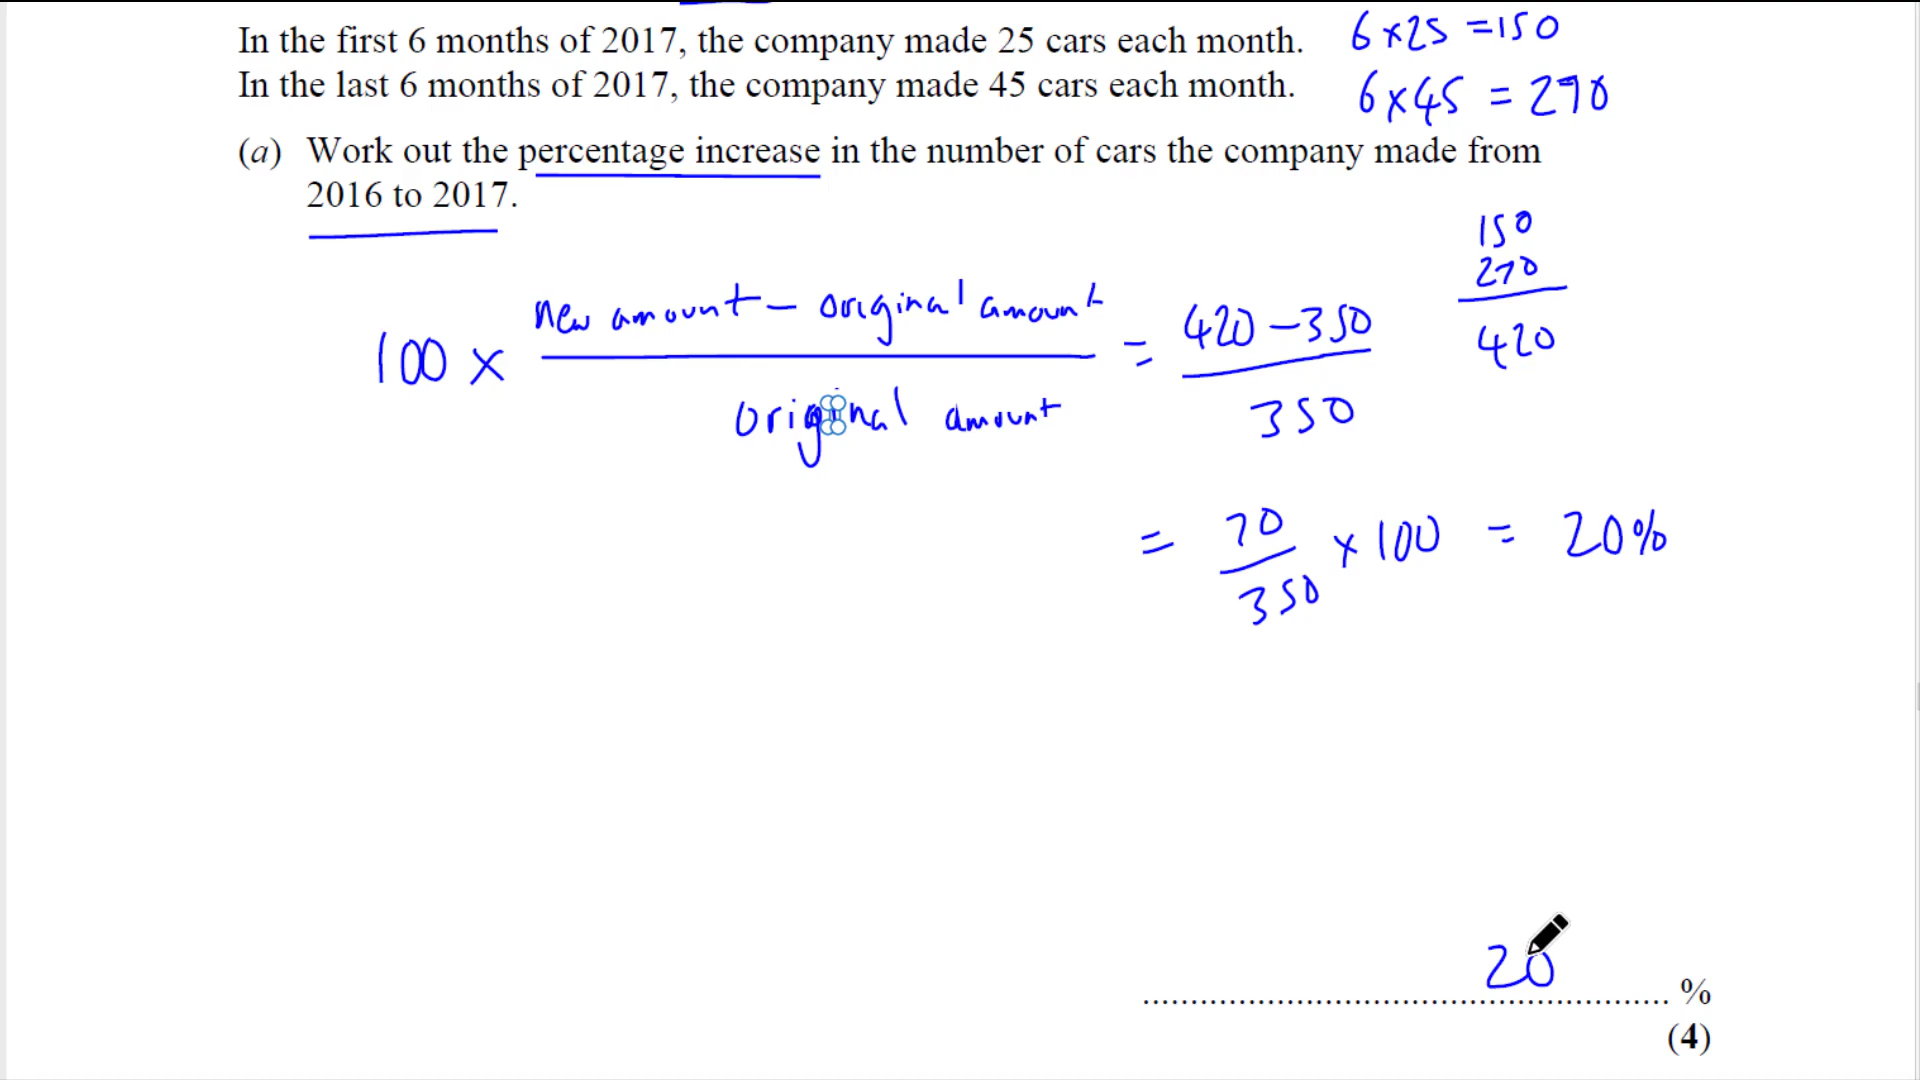 In the first 6 months of 2017, the company made 25 cars each month. 6 × 25 = 150
In the last 6 months of 2017, the company made 45 cars each month. 6 × 45 = 270
(a) Work out the percentage increase in the number of cars the company made from
2016 to 2017.
150
270
420
100 × new amount – original amount = 420 – 350
original amount 350
= 70 × 100 = 20%
350
20 %
(4)